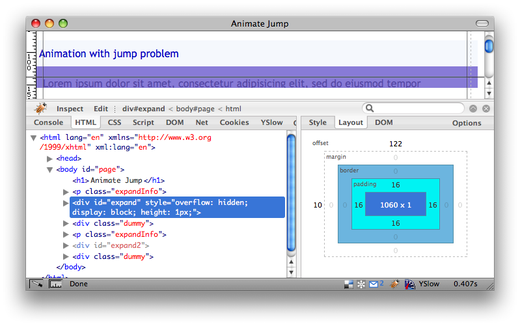 Animate Jump
Animation with jump problem
Lorem ipsum dolor sit amet, consectetur adipisicing elit, sed do eiusmod tempor
Inspect Edit div#expand < body#page < html
Console HTML CSS Script DOM Net Cookies YSlow
Style Layout DOM Options
<html lang="en" xmlns="http://www.w3.org
/1999/xhtml" xml:lang="en">
<head>
<body id="page">
<h1>Animate Jump</h1>
<p class="expandInfo">
<div id="expand" style="overflow: hidden;
display: block; height: 1px;">
<div class="dummy">
<p class="expandInfo">
<div id="expand2">
<div class="dummy">
</body>
</html>
offset 122
margin 0
border 0
padding 16
10 0 0 16 1060 x 1 16 0 0
16
0
0
Done 2 YSlow 0.407s